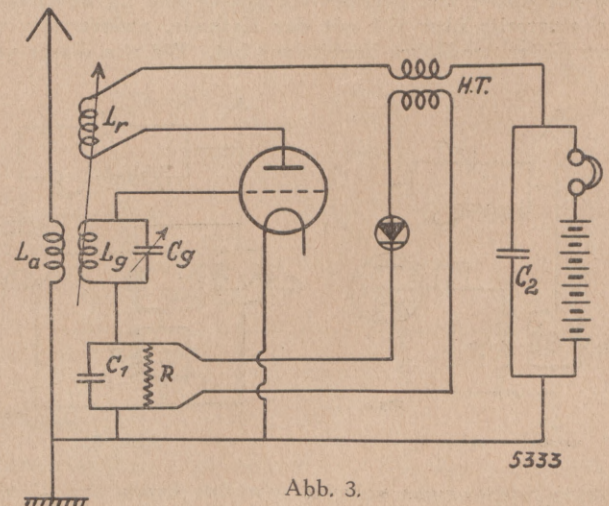 H.T.
Lr
La
Lg
Cg
C2
C1
R
5333
Abb. 3.